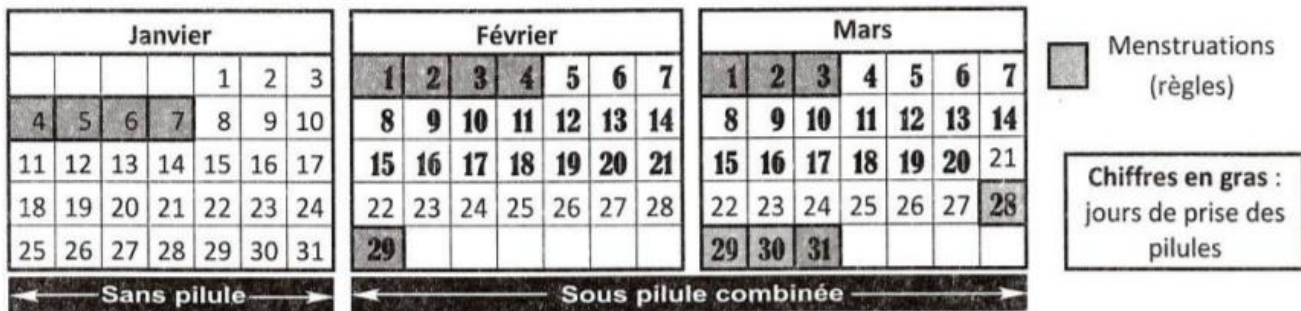 Janvier
1 2 3
4 5 6 7 8 9 10
11 12 13 14 15 16 17
18 19 20 21 22 23 24
25 26 27 28 29 30 31
Sans pilule
Février
1 2 3 4 5 6 7
8 9 10 11 12 13 14
15 16 17 18 19 20 21
22 23 24 25 26 27 28
29
Mars
1 2 3 4 5 6 7
8 9 10 11 12 13 14
15 16 17 18 19 20 21
22 23 24 25 26 27 28
29 30 31
Sous pilule combinée
Menstruations
(règles)
Chiffres en gras :
jours de prise des
pilules